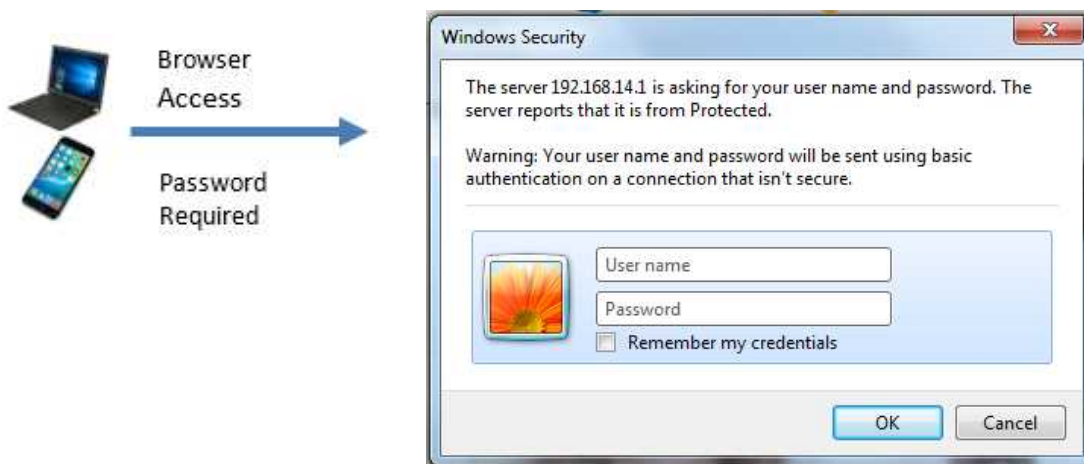 Browser
Access
Password
Required
Windows Security
The server 192.168.14.1 is asking for your user name and password. The
server reports that it is from Protected.
Warning: Your user name and password will be sent using basic
authentication on a connection that isn't secure.
User name
Password
Remember my credentials
OK
Cancel